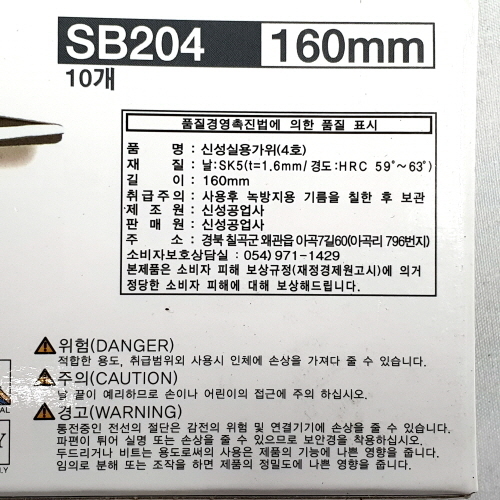 SB204 160mm
10개
품질경영촉진법에 의한 품질 표시
품 명 : 신성실용가위(4호)
재 질 : 날:SK5(t=1.6mm/경도:HRC 59°~63°)
길 이 : 160mm
취급주의 : 사용후 녹방지용 기름을 칠한 후 보관
제 조 원 : 신성공업사
판 매 원 : 신성공업사
주 소 : 경북 칠곡군 왜관읍 아곡7길60(아곡리 796번지)
소비자보호상담실 : 054) 971-1429
본제품은 소비자 피해 보상규정(재정경제원고시)에 의거
정당한 소비자 피해에 대해 보상해드립니다.
위험(DANGER)
적합한 용도, 취급범위외 사용시 인체에 손상을 가져다 줄 수 있습니다.
주의(CAUTION)
날 끝이 예리하므로 손이나 어린이의 접근에 주의 하십시오.
경고(WARNING)
통전중인 전선의 절단은 감전의 위험 및 연결기기에 손상을 줄 수 있습니다.
파편이 튀어 실명 또는 손상을 줄 수 있으므로 보안경을 착용하십시오.
두드리거나 비트는 용도로써의 사용은 제품의 기능에 나쁜 영향을 줍니다.
임의로 분해 또는 조작을 하면 제품의 정밀도에 나쁜 영향을 줍니다.
AL
Y
LY